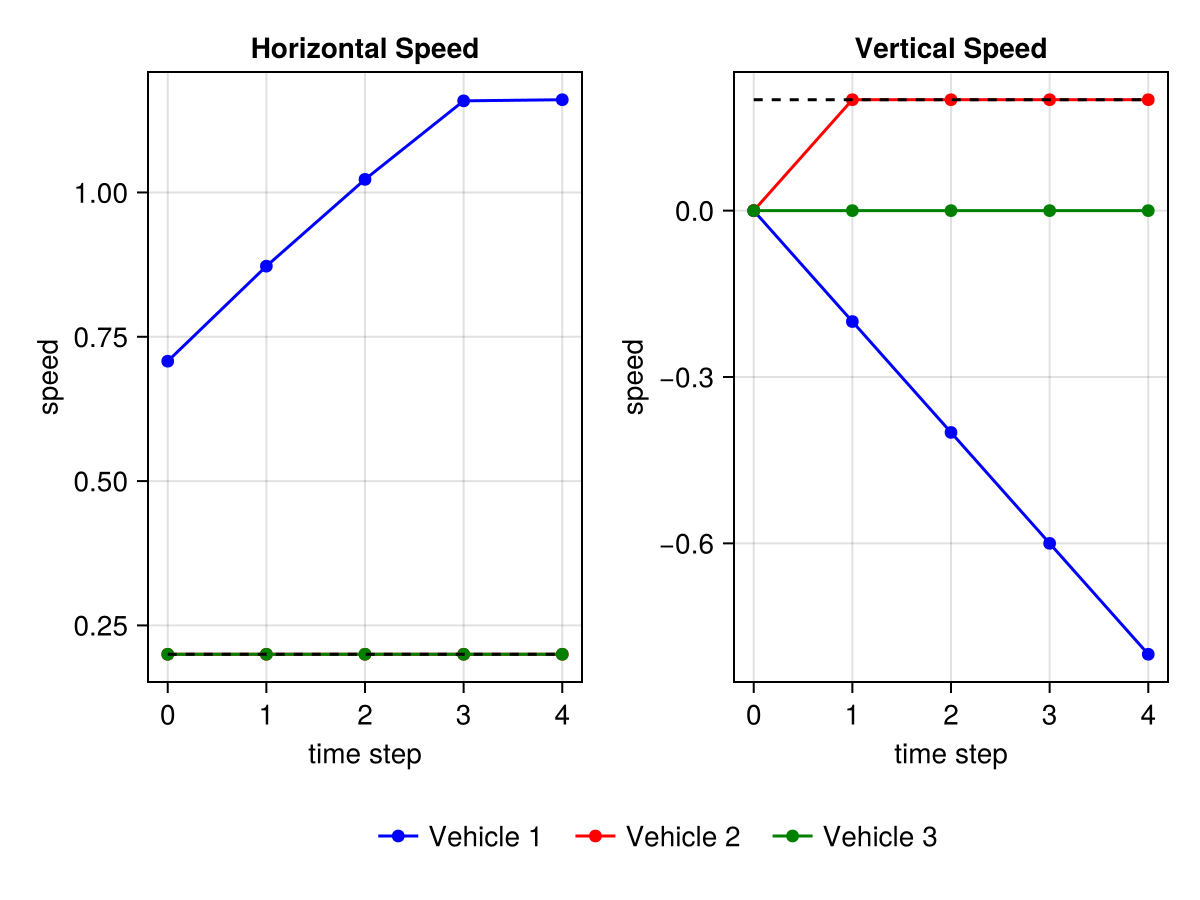 Horizontal Speed
speed
1.00
0.75
0.50
0.25
0 1 2 3 4
time step
Vertical Speed
speed
0.0
−0.3
−0.6
0 1 2 3 4
time step
Vehicle 1 Vehicle 2 Vehicle 3